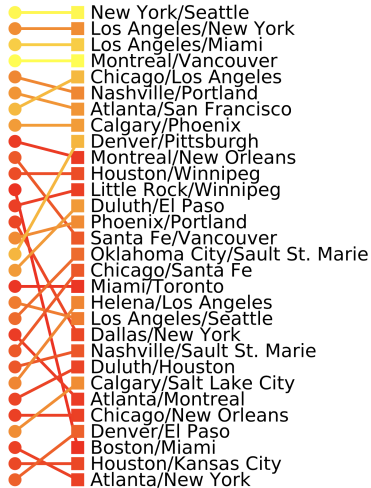 New York/Seattle
Los Angeles/New York
Los Angeles/Miami
Montreal/Vancouver
Chicago/Los Angeles
Nashville/Portland
Atlanta/San Francisco
Calgary/Phoenix
Denver/Pittsburgh
Montreal/New Orleans
Houston/Winnipeg
Little Rock/Winnipeg
Duluth/El Paso
Phoenix/Portland
Santa Fe/Vancouver
Oklahoma City/Sault St. Marie
Chicago/Santa Fe
Miami/Toronto
Helena/Los Angeles
Los Angeles/Seattle
Dallas/New York
Nashville/Sault St. Marie
Duluth/Houston
Calgary/Salt Lake City
Atlanta/Montreal
Chicago/New Orleans
Denver/El Paso
Boston/Miami
Houston/Kansas City
Atlanta/New York